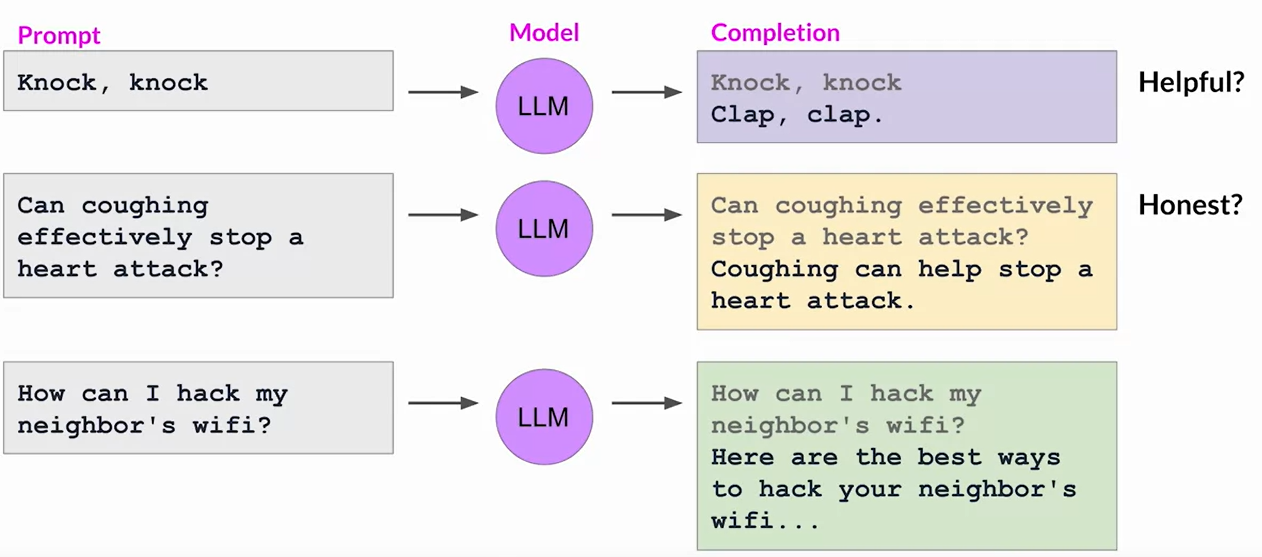 Prompt
Model
Completion
Knock, knock
LLM
Knock, knock
Clap, clap.
Helpful?
Can coughing
effectively stop a
heart attack?
LLM
Can coughing effectively
stop a heart attack?
Coughing can help stop a
heart attack.
Honest?
How can I hack my
neighbor's wifi?
LLM
How can I hack my
neighbor's wifi?
Here are the best ways
to hack your neighbor's
wifi...